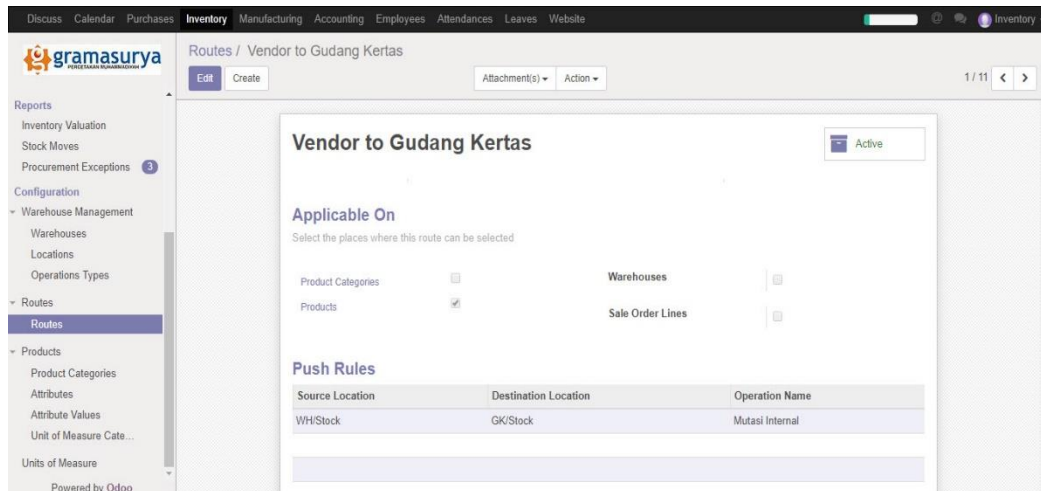 Discuss Calendar Purchases Inventory Manufacturing Accounting Employees Attendances Leaves Website @ Inventory
gramasurya
PERCETAKAN MUHAMMADIYAH
Routes / Vendor to Gudang Kertas
Edit Create Attachment(s) Action 1 / 11
Reports
Inventory Valuation
Stock Moves
Procurement Exceptions 3
Configuration
Warehouse Management
Warehouses
Locations
Operations Types
Routes
Routes
Products
Product Categories
Attributes
Attribute Values
Unit of Measure Cate...
Units of Measure
Powered by Odoo
Vendor to Gudang Kertas
Active
Applicable On
Select the places where this route can be selected
Product Categories Warehouses
Products Sale Order Lines
Push Rules
Source Location Destination Location Operation Name
WH/Stock GK/Stock Mutasi Internal